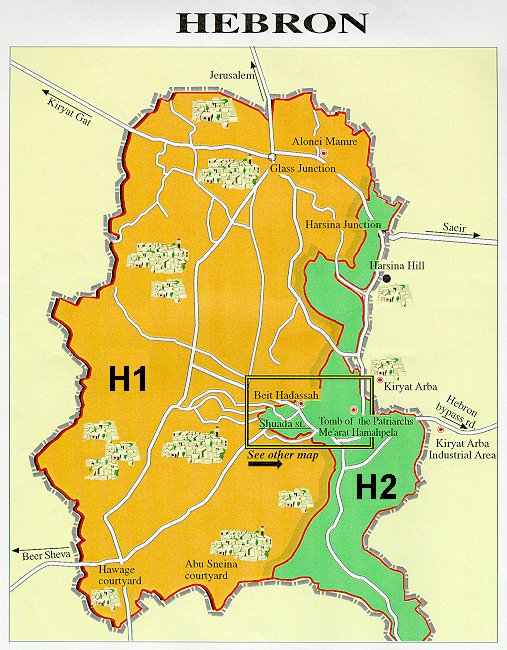 HEBRON
Jerusalem
Kiryat Gat
Alonei Mamre
Glass Junction
Harsina Junction
Saeir
Harsina Hill
H1
Kiryat Arba
Beit Hadassah
Hebron
bypass rd
Shuada st.
Tomb of the Patriarchs
Me'arat Hamahpela
Kiryat Arba
Industrial Area
See other map
H2
Beer Sheva
Hawage
courtyard
Abu Sneina
courtyard